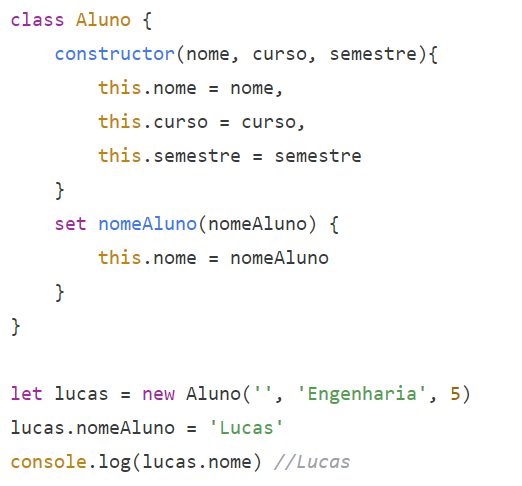 class Aluno {
    constructor(nome, curso, semestre){
        this.nome = nome,
        this.curso = curso,
        this.semestre = semestre
    }
    set nomeAluno(nomeAluno) {
        this.nome = nomeAluno
    }
}

let lucas = new Aluno('', 'Engenharia', 5)
lucas.nomeAluno = 'Lucas'
console.log(lucas.nome) //Lucas